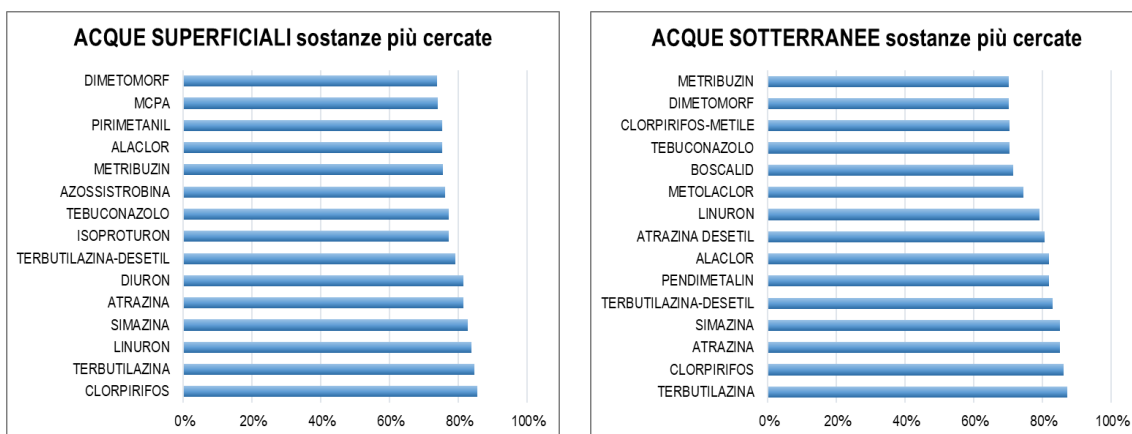 ACQUE SUPERFICIALI sostanze più cercate
DIMETOMORF
MCPA
PIRIMETANIL
ALACLOR
METRIBUZIN
AZOSSISTROBINA
TEBUCONAZOLO
ISOPROTURON
TERBUTILAZINA-DESETIL
DIURON
ATRAZINA
SIMAZINA
LINURON
TERBUTILAZINA
CLORPIRIFOS
0% 20% 40% 60% 80% 100%
ACQUE SOTTERRANEE sostanze più cercate
METRIBUZIN
DIMETOMORF
CLORPIRIFOS-METILE
TEBUCONAZOLO
BOSCALID
METOLACLOR
LINURON
ATRAZINA DESETIL
ALACLOR
PENDIMETALIN
TERBUTILAZINA-DESETIL
SIMAZINA
ATRAZINA
CLORPIRIFOS
TERBUTILAZINA
0% 20% 40% 60% 80% 100%